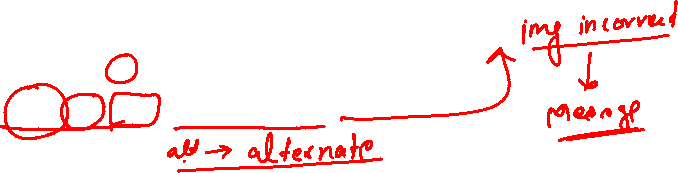 img incorrect
↓
message
alt → alternate